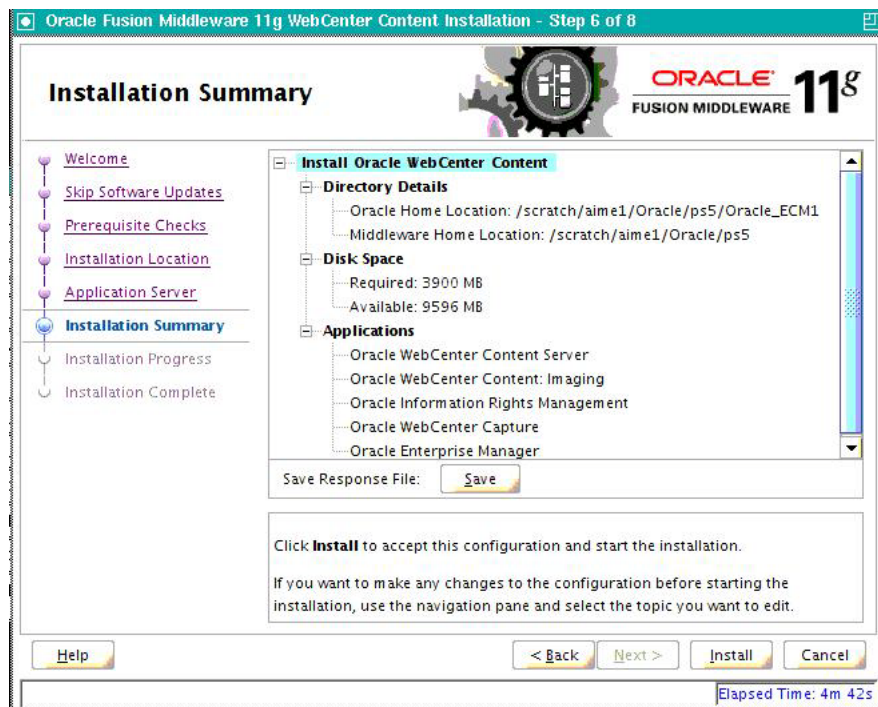 Oracle Fusion Middleware 11g WebCenter Content Installation - Step 6 of 8
Installation Summary
ORACLE
FUSION MIDDLEWARE 11g
Welcome
Skip Software Updates
Prerequisite Checks
Installation Location
Application Server
Installation Summary
Installation Progress
Installation Complete
Install Oracle WebCenter Content
Directory Details
Oracle Home Location: /scratch/aime1/Oracle/ps5/Oracle_ECM1
Middleware Home Location: /scratch/aime1/Oracle/ps5
Disk Space
Required: 3900 MB
Available: 9596 MB
Applications
Oracle WebCenter Content Server
Oracle WebCenter Content: Imaging
Oracle Information Rights Management
Oracle WebCenter Capture
Oracle Enterprise Manager
Save Response File: Save
Click Install to accept this configuration and start the installation.
If you want to make any changes to the configuration before starting the
installation, use the navigation pane and select the topic you want to edit.
Help < Back Next > Install Cancel
Elapsed Time: 4m 42s